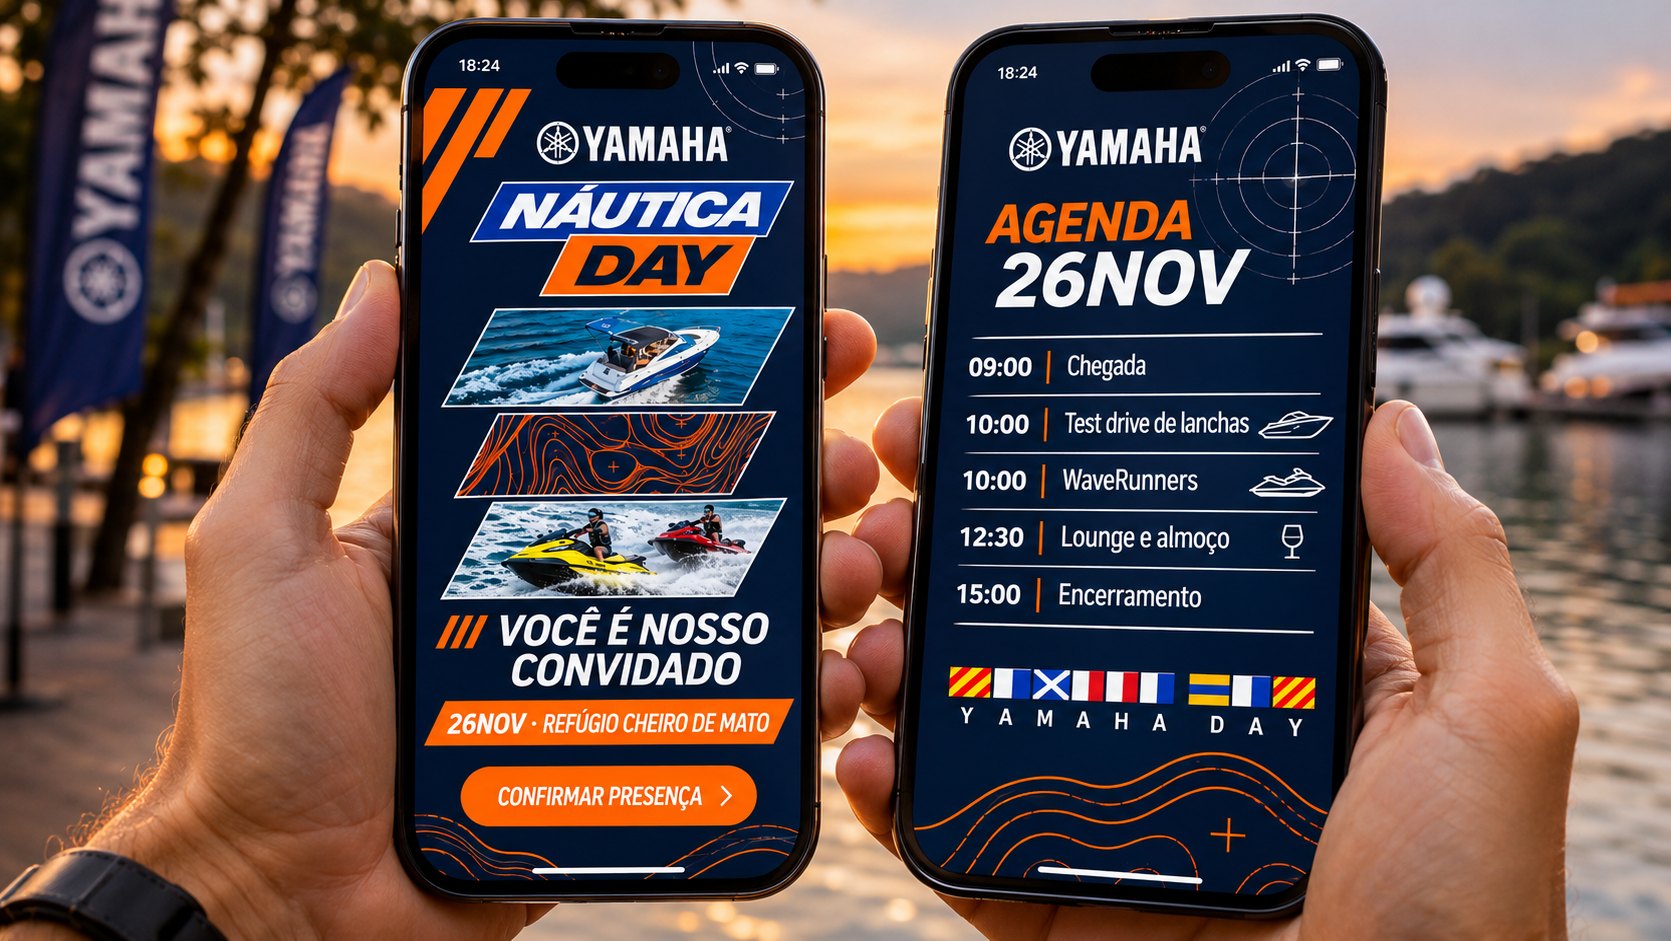 YAMAHA
YAMAHA
18:24
YAMAHA
NÁUTICA
DAY
VOCÊ É NOSSO
CONVIDADO
26NOV · REFÚGIO CHEIRO DE MATO
CONFIRMAR PRESENÇA
18:24
YAMAHA
AGENDA
26NOV
09:00 | Chegada
10:00 | Test drive de lanchas
10:00 | WaveRunners
12:30 | Lounge e almoço
15:00 | Encerramento
YAMAHA DAY